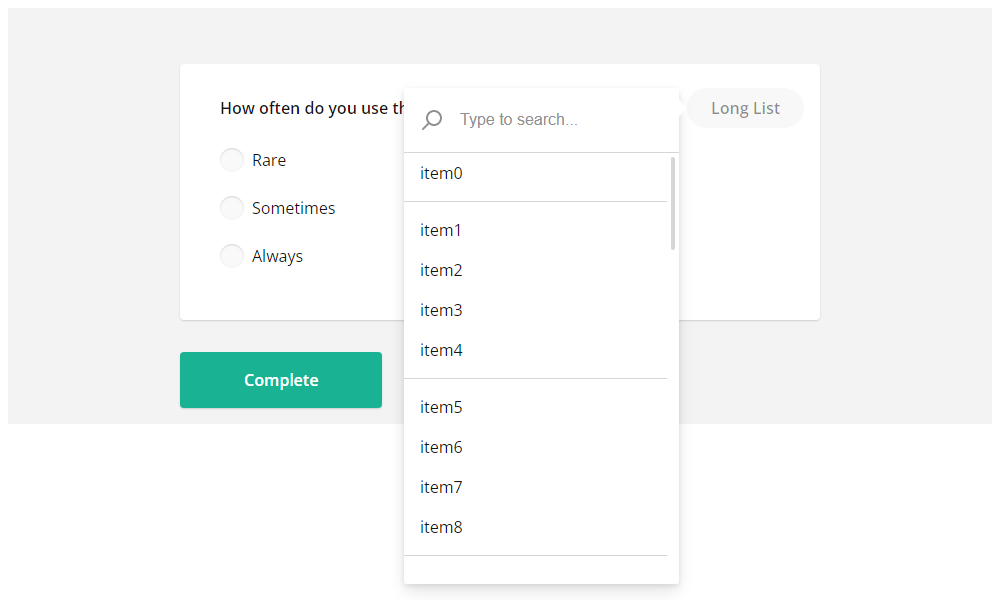 How often do you use th
Type to search...
Long List
Rare
Sometimes
Always
Complete
item0
item1
item2
item3
item4
item5
item6
item7
item8